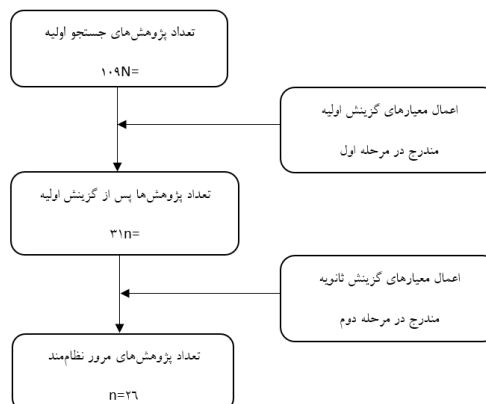 تعداد پژوهش‌های جستجو اولیه
۱۰۹N=
اعمال معیارهای گزینش اولیه
مندرج در مرحله اول
تعداد پژوهش‌ها پس از گزینش اولیه
۳۱n=
اعمال معیارهای گزینش ثانویه
مندرج در مرحله دوم
تعداد پژوهش‌های مرور نظام‌مند
n=۲۶